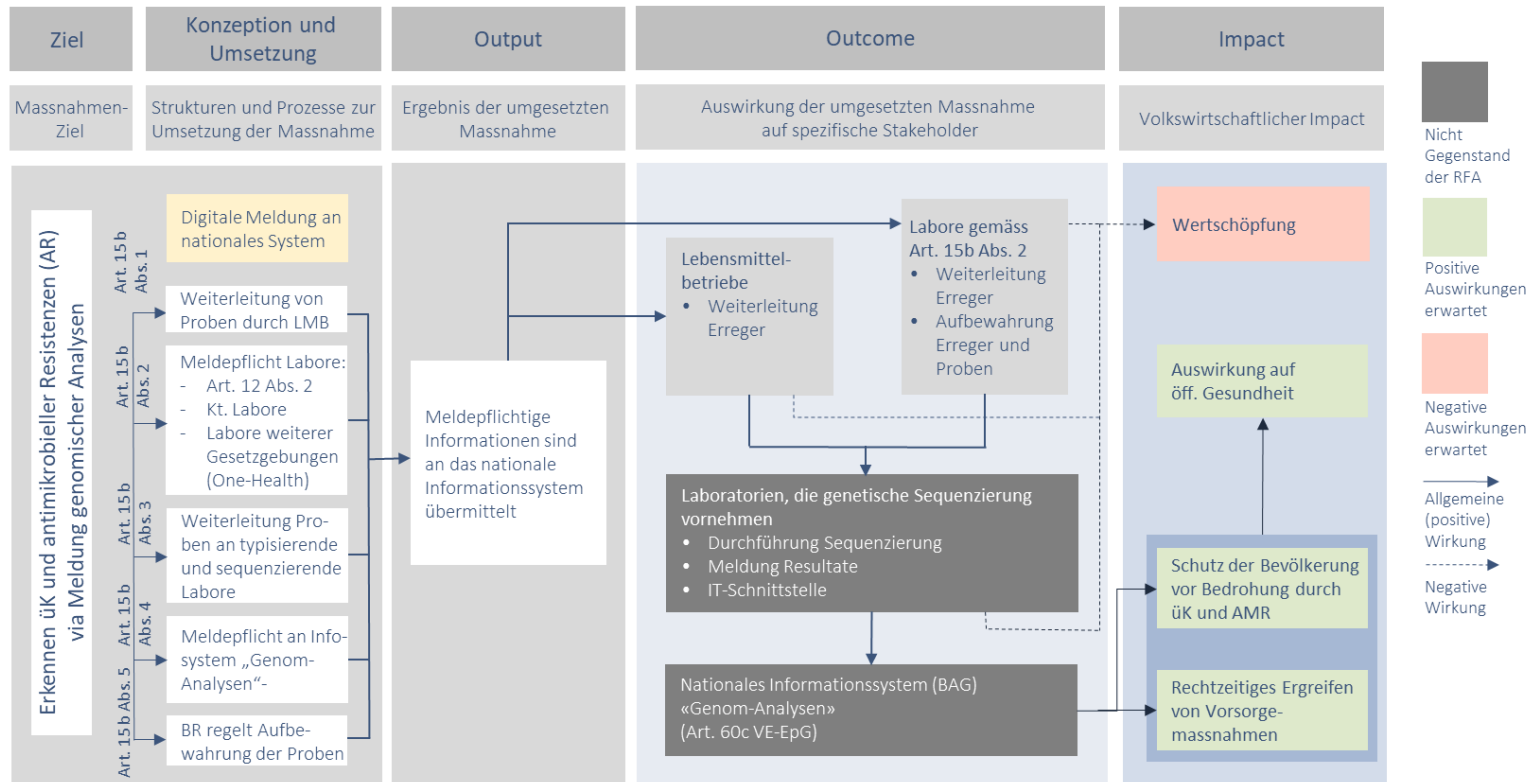 Ziel
Konzeption und
Umsetzung
Output
Outcome
Impact
Massnahmen-
Ziel
Strukturen und Prozesse zur
Umsetzung der Massnahme
Ergebnis der umgesetzten
Massnahme
Auswirkung der umgesetzten Massnahme
auf spezifische Stakeholder
Volkswirtschaftlicher Impact
Erkennen üK und antimikrobieller Resistenzen (AR)
via Meldung genomischer Analysen
Art. 15b
Abs. 1
Art. 15b
Abs. 2
Art. 15b
Abs. 3
Art. 15b
Abs. 4
Art. 15b Abs. 5
Digitale Meldung an
nationales System
Weiterleitung von
Proben durch LMB
Meldepflicht Labore:
- Art. 12 Abs. 2
- Kt. Labore
- Labore weiterer
Gesetzgebungen
(One-Health)
Weiterleitung Pro-
ben an typisierende
und sequenzierende
Labore
Meldepflicht an Info-
system „Genom-
Analysen“-
BR regelt Aufbe-
wahrung der Proben
Meldepflichtige
Informationen sind
an das nationale
Informationssystem
übermittelt
Lebensmittel-
betriebe
• Weiterleitung
Erreger
Labore gemäss
Art. 15b Abs. 2
• Weiterleitung
Erreger
• Aufbewahrung
Erreger und
Proben
Laboratorien, die genetische Sequenzierung
vornehmen
• Durchführung Sequenzierung
• Meldung Resultate
• IT-Schnittstelle
Nationales Informationssystem (BAG)
«Genom-Analysen»
(Art. 60c VE-EpG)
Wertschöpfung
Auswirkung auf
öff. Gesundheit
Schutz der Bevölkerung
vor Bedrohung durch
üK und AMR
Rechtzeitiges Ergreifen
von Vorsorge-
massnahmen
Nicht
Gegenstand
der RFA
Positive
Auswirkungen
erwartet
Negative
Auswirkungen
erwartet
Allgemeine
(positive)
Wirkung
Negative
Wirkung